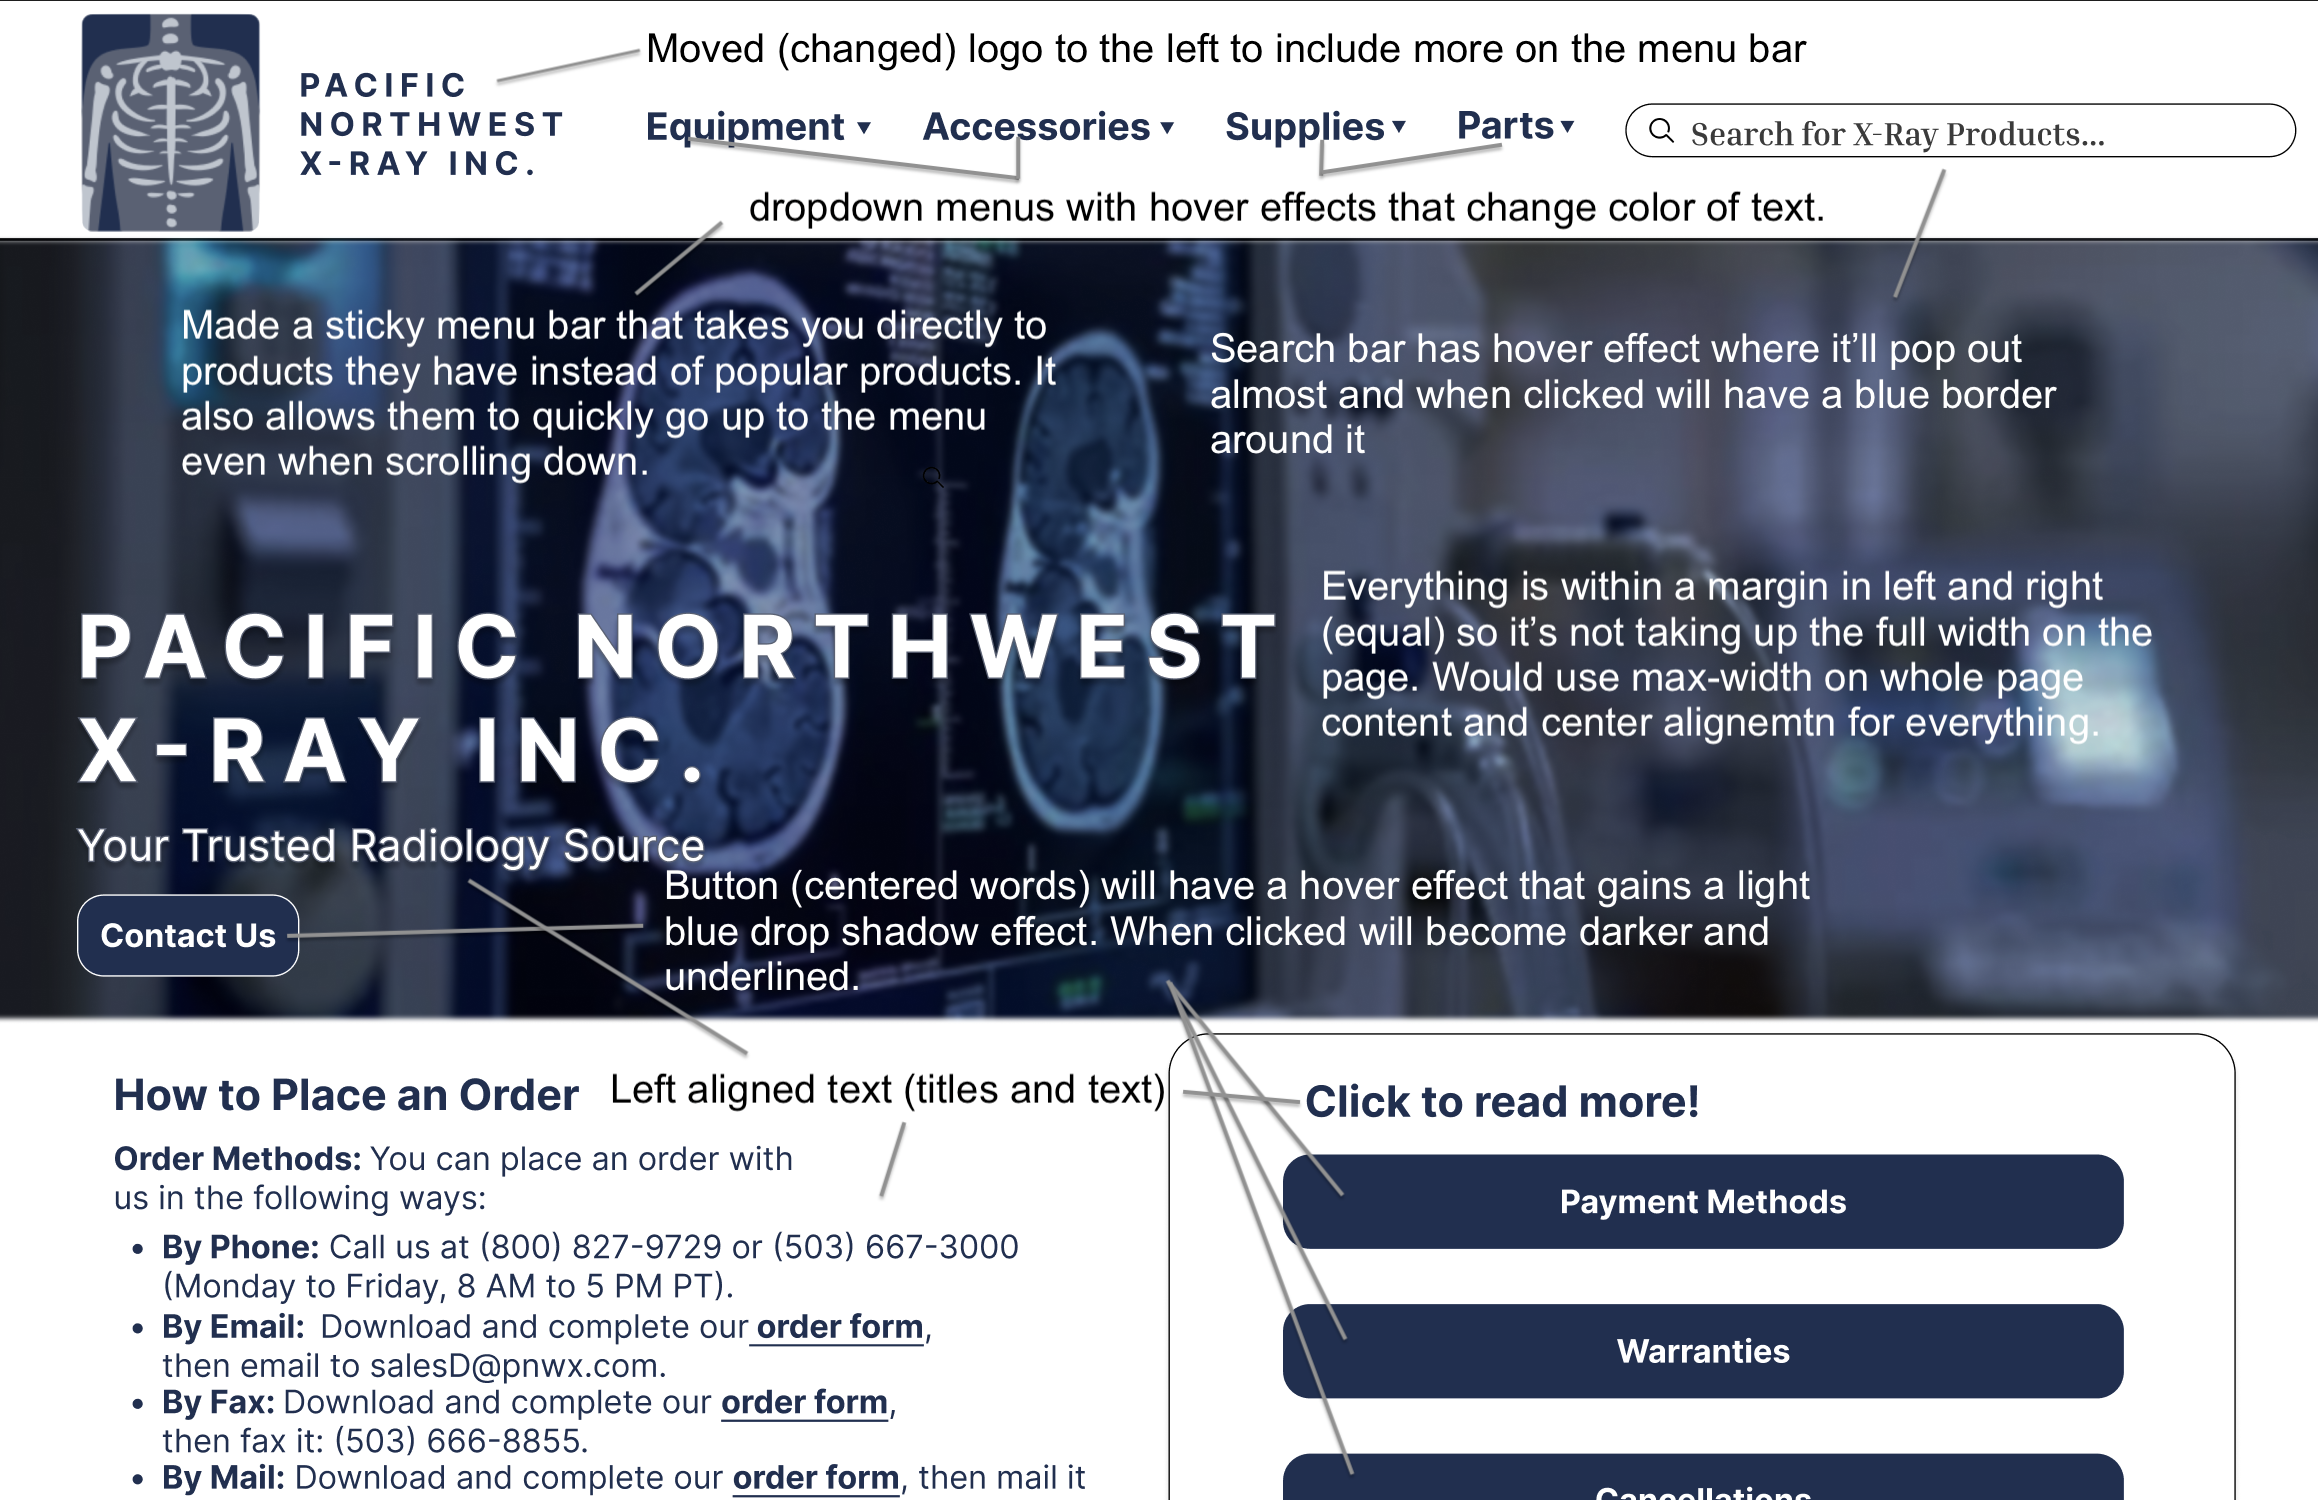 Moved (changed) logo to the left to include more on the menu bar
PACIFIC
NORTHWEST
X-RAY INC.
Equipment ▾ Accessories ▾ Supplies ▾ Parts ▾ Search for X-Ray Products...
dropdown menus with hover effects that change color of text.
Made a sticky menu bar that takes you directly to
products they have instead of popular products. It
also allows them to quickly go up to the menu
even when scrolling down.
Search bar has hover effect where it'll pop out
almost and when clicked will have a blue border
around it
Everything is within a margin in left and right
(equal) so it's not taking up the full width on the
page. Would use max-width on whole page
content and center alignemtn for everything.
PACIFIC NORTHWEST
X-RAY INC.
Your Trusted Radiology Source
Contact Us
Button (centered words) will have a hover effect that gains a light
blue drop shadow effect. When clicked will become darker and
underlined.
How to Place an Order
Left aligned text (titles and text)
Order Methods: You can place an order with
us in the following ways:
• By Phone: Call us at (800) 827-9729 or (503) 667-3000
(Monday to Friday, 8 AM to 5 PM PT).
• By Email: Download and complete our order form,
then email to salesD@pnwx.com.
• By Fax: Download and complete our order form,
then fax it: (503) 666-8855.
• By Mail: Download and complete our order form, then mail it
Click to read more!
Payment Methods
Warranties
Cancellations